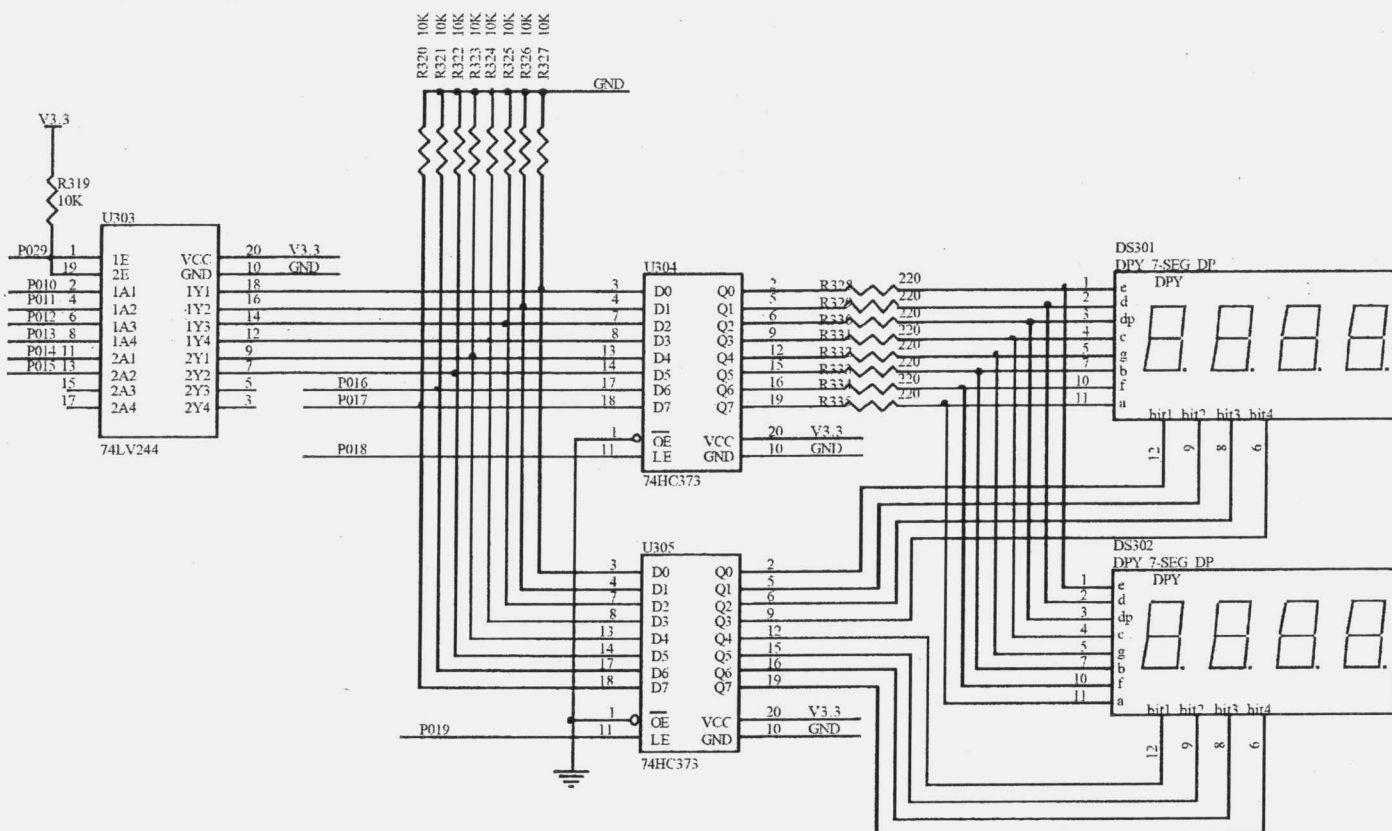 R320 10K
R321 10K
R322 10K
R323 10K
R324 10K
R325 10K
R326 10K
R327 10K
GND
V3.3
R319
10K
U303
P029 1 1E VCC 20 V3.3
19 2E GND 10 GND
P010 2 1A1 1Y1 18
P011 4 1A2 1Y2 16
P012 6 1A3 1Y3 14
P013 8 1A4 1Y4 12
P014 11 2A1 2Y1 9
P015 13 2A2 2Y2 7
15 2A3 2Y3 5
17 2A4 2Y4 3
74LV244
U304
3 D0 Q0 2 R328 220
4 D1 Q1 5 R329 220
7 D2 Q2 6 R330 220
8 D3 Q3 9 R331 220
13 D4 Q4 12 R332 220
14 D5 Q5 15 R333 220
P016 17 D6 Q6 16 R334 220
P017 18 D7 Q7 19 R335 220
1 OE VCC 20 V3.3
P018 11 LE GND 10 GND
74HC373
DS301
DPY 7-SEG DP
DPY
1 e
2 d
3 dp
4 c
5 g
7 b
10 f
11 a
bit1 bit2 bit3 bit4
12 9 8 6
U305
3 D0 Q0 2
4 D1 Q1 5
7 D2 Q2 6
8 D3 Q3 9
13 D4 Q4 12
14 D5 Q5 15
17 D6 Q6 16
18 D7 Q7 19
1 OE VCC 20 V3.3
P019 11 LE GND 10 GND
74HC373
DS302
DPY 7-SEG DP
DPY
1 e
2 d
3 dp
4 c
5 g
7 b
10 f
11 a
bit1 bit2 bit3 bit4
12 9 8 6